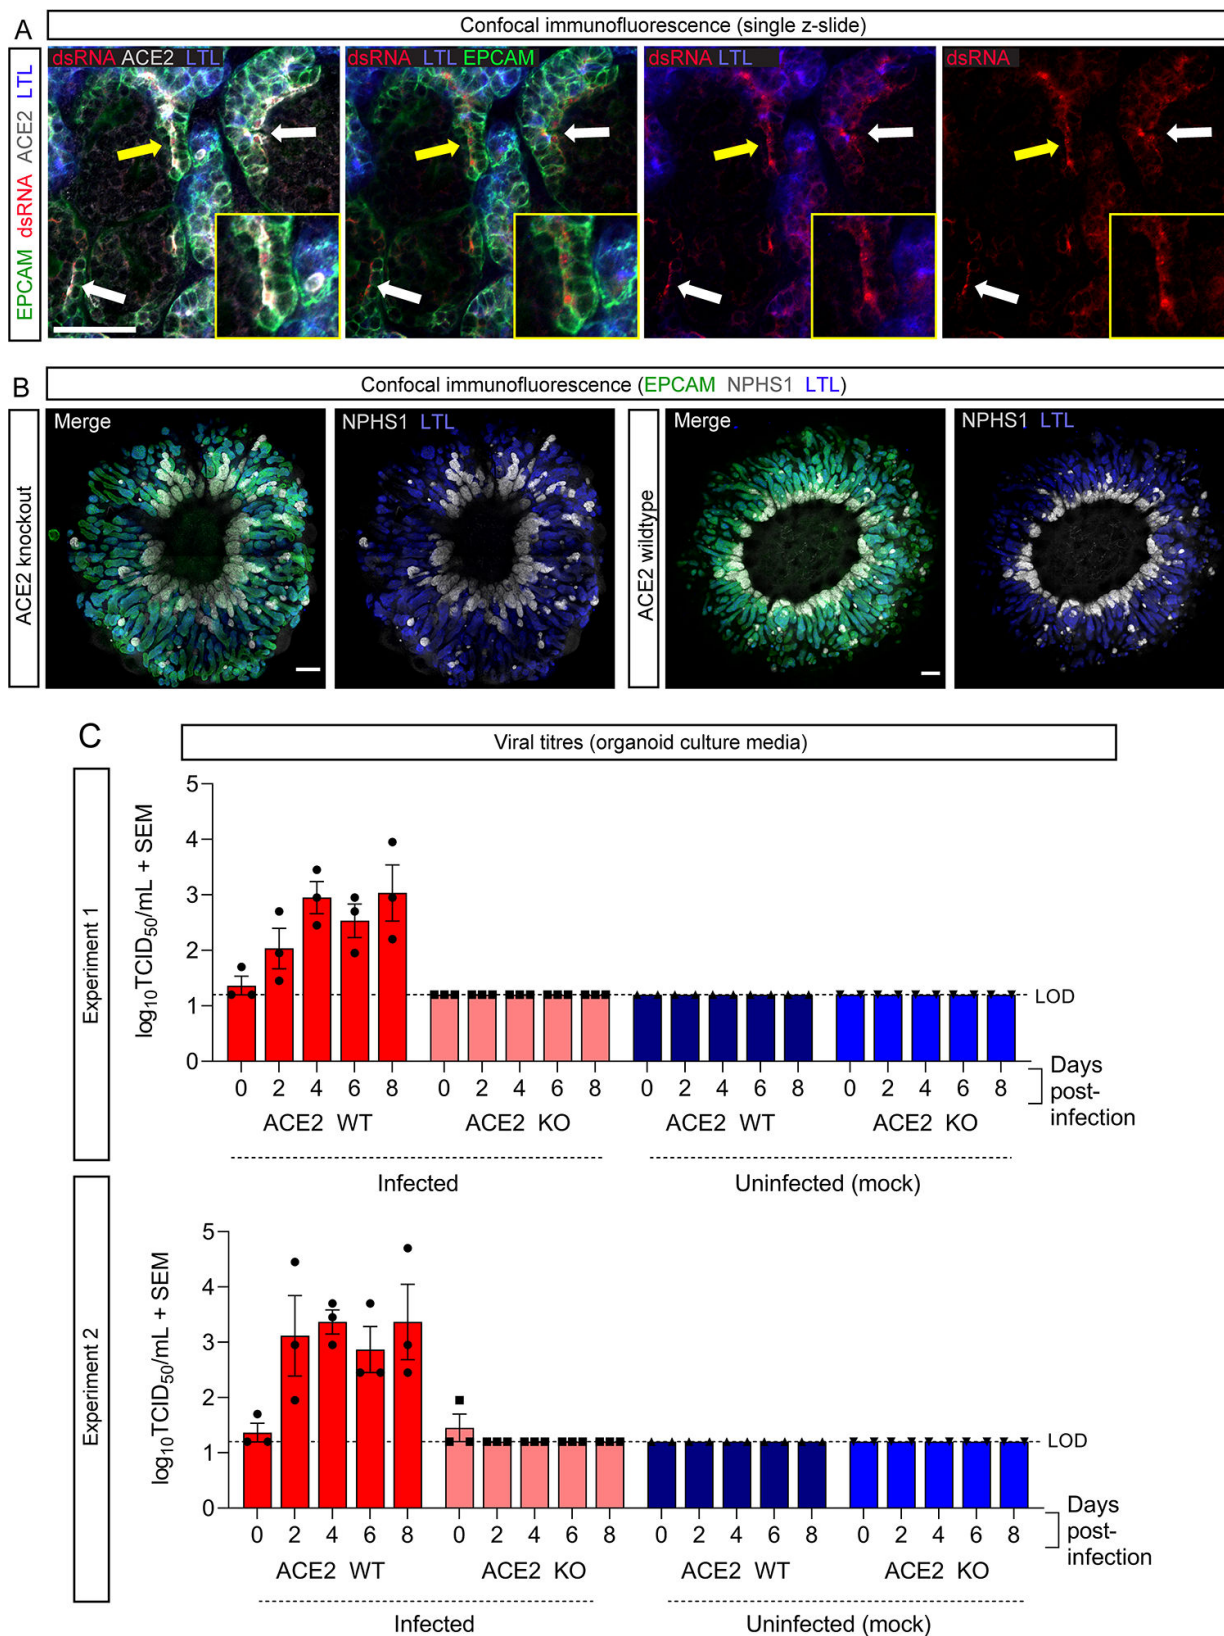 A
Confocal immunofluorescence (single z-slide)
EPCAM dsRNA ACE2 LTL
dsRNA ACE2 LTL
dsRNA LTL EPCAM
dsRNA LTL
dsRNA
B
Confocal immunofluorescence (EPCAM NPHS1 LTL)
ACE2 knockout
Merge
NPHS1 LTL
ACE2 wildtype
Merge
NPHS1 LTL
C
Viral titres (organoid culture media)
Experiment 1
log10TCID50/mL + SEM
5
4
3
2
1
0
LOD
0 2 4 6 8 0 2 4 6 8 0 2 4 6 8 0 2 4 6 8
Days post-infection
ACE2 WT ACE2 KO ACE2 WT ACE2 KO
Infected Uninfected (mock)
Experiment 2
log10TCID50/mL + SEM
5
4
3
2
1
0
LOD
0 2 4 6 8 0 2 4 6 8 0 2 4 6 8 0 2 4 6 8
Days post-infection
ACE2 WT ACE2 KO ACE2 WT ACE2 KO
Infected Uninfected (mock)